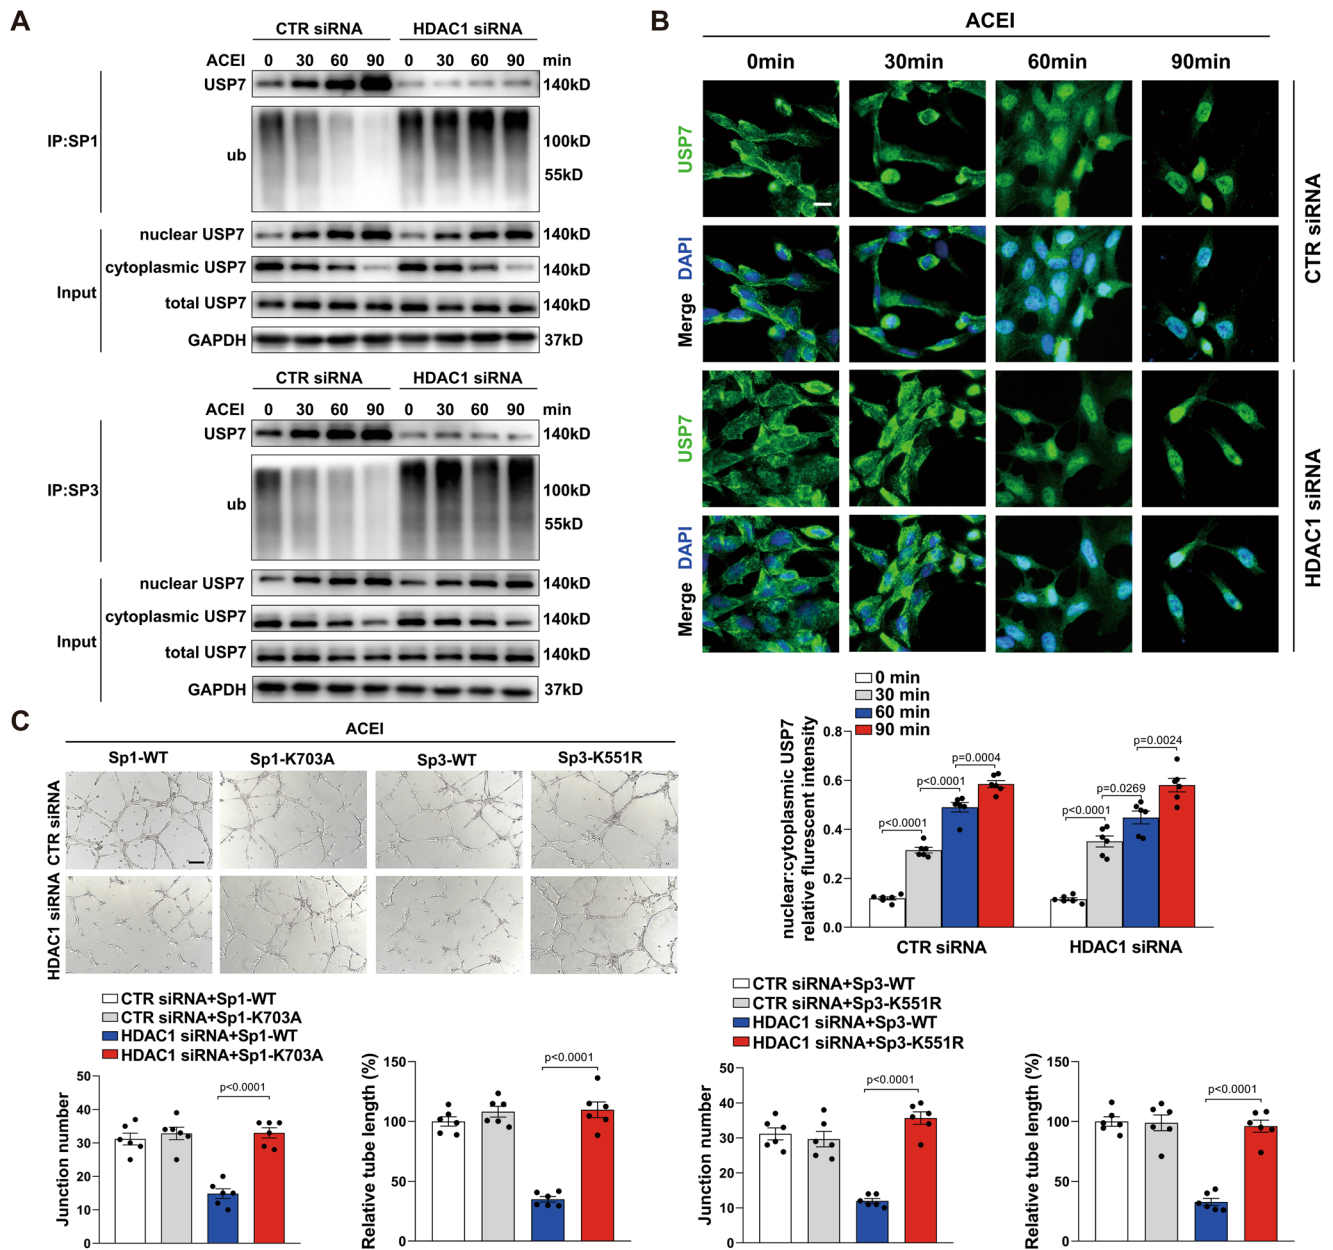 A
CTR siRNA HDAC1 siRNA
ACEI 0 30 60 90 0 30 60 90 min
USP7 140kD
IP:SP1
ub
100kD
55kD
Input
nuclear USP7 140kD
cytoplasmic USP7 140kD
total USP7 140kD
GAPDH 37kD
CTR siRNA HDAC1 siRNA
ACEI 0 30 60 90 0 30 60 90 min
USP7 140kD
IP:SP3
ub
100kD
55kD
Input
nuclear USP7 140kD
cytoplasmic USP7 140kD
total USP7 140kD
GAPDH 37kD
B
ACEI
0min 30min 60min 90min
USP7
Merge DAPI
CTR siRNA
USP7
Merge DAPI
HDAC1 siRNA
0 min
30 min
60 min
90 min
nuclear:cytoplasmic USP7
relative flurescent intensity
0.8
0.6
0.4
0.2
0.0
p<0.0001
p<0.0001
p=0.0004
p<0.0001
p=0.0269
p=0.0024
CTR siRNA HDAC1 siRNA
C
ACEI
Sp1-WT Sp1-K703A Sp3-WT Sp3-K551R
CTR siRNA
HDAC1 siRNA
CTR siRNA+Sp1-WT
CTR siRNA+Sp1-K703A
HDAC1 siRNA+Sp1-WT
HDAC1 siRNA+Sp1-K703A
Junction number
50
40
30
20
10
0
p<0.0001
Relative tube length (%)
150
100
50
0
p<0.0001
CTR siRNA+Sp3-WT
CTR siRNA+Sp3-K551R
HDAC1 siRNA+Sp3-WT
HDAC1 siRNA+Sp3-K551R
Junction number
50
40
30
20
10
0
p<0.0001
Relative tube length (%)
150
100
50
0
p<0.0001